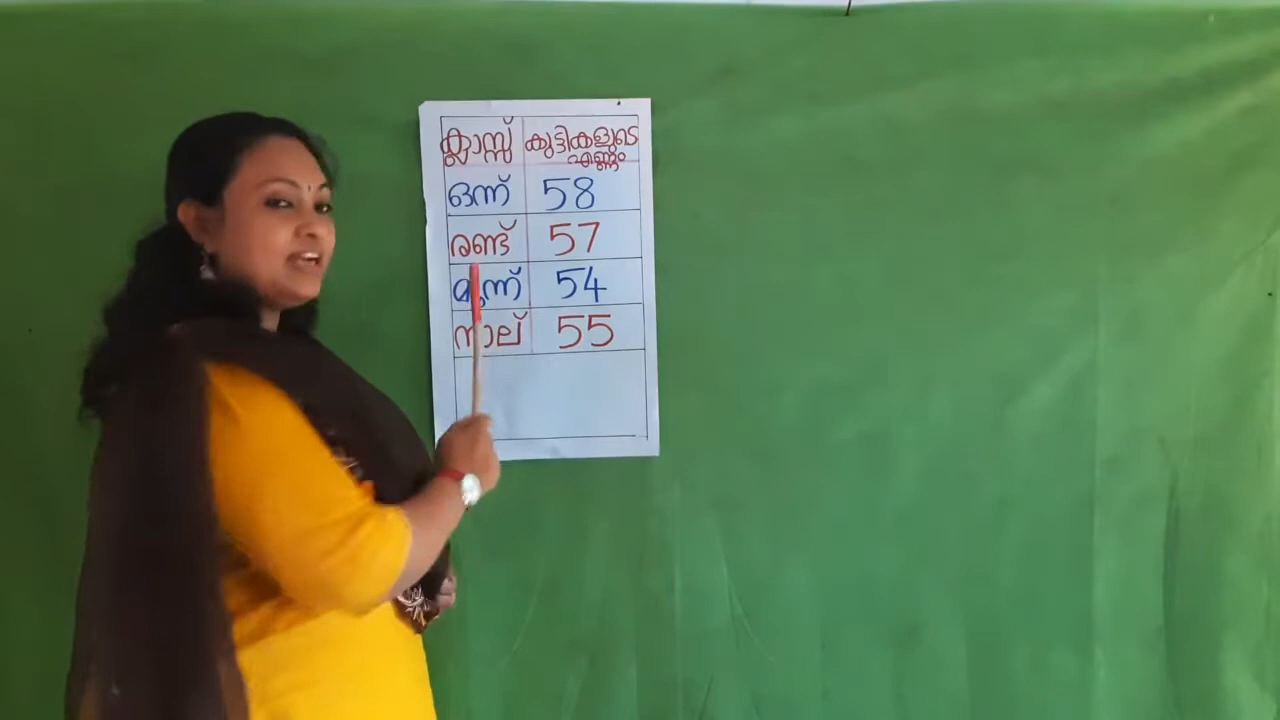 ക്ലാസ്സ് കുട്ടികളുടെ എണ്ണം
ഒന്ന് 58
രണ്ട് 57
മൂന്ന് 54
നാല് 55